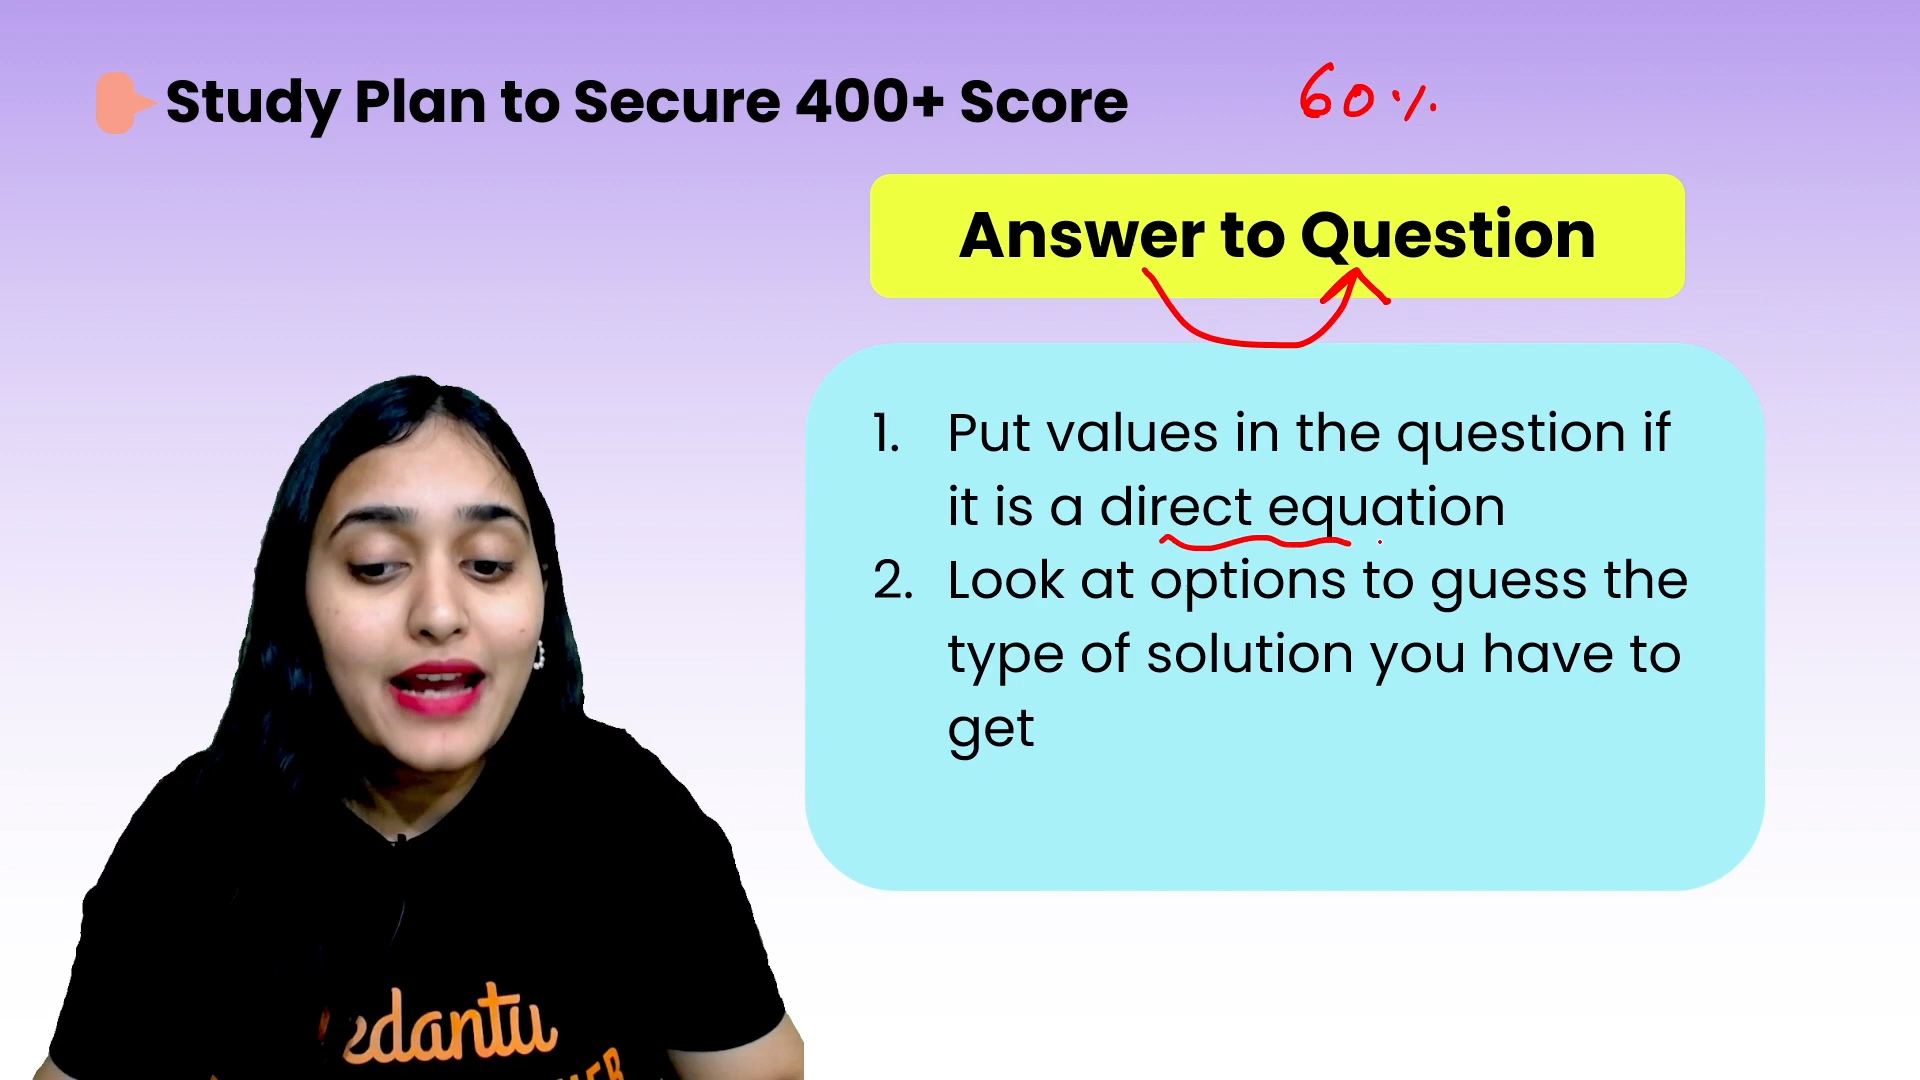 Study Plan to Secure 400+ Score
60%
Answer to Question
1. Put values in the question if
it is a direct equation
2. Look at options to guess the
type of solution you have to
get
edantu